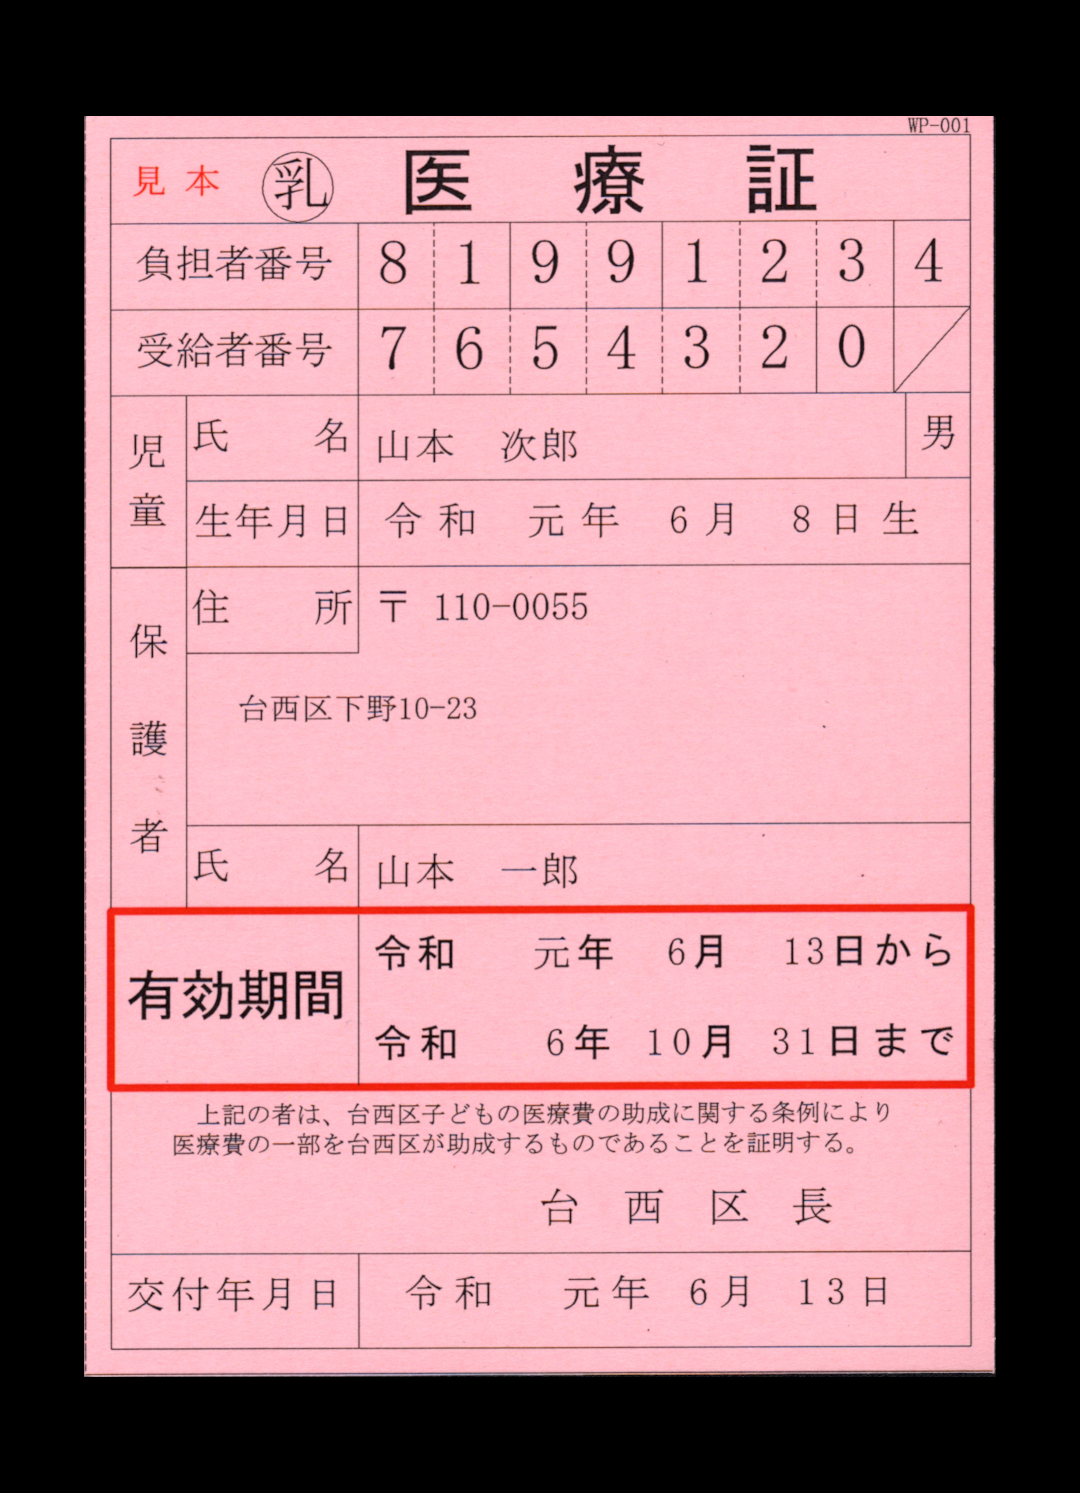 WP-001
見本 乳 医療証
負担者番号 8 1 9 9 1 2 3 4
受給者番号 7 6 5 4 3 2 0
児童 氏名 山本 次郎 男
生年月日 令和 元年 6月 8日生
保護者 住所 〒 110-0055
台西区下野10-23
氏名 山本 一郎
有効期間 令和 元年 6月 13日から
令和 6年 10月 31日まで
上記の者は、台西区子どもの医療費の助成に関する条例により
医療費の一部を台西区が助成するものであることを証明する。
台西区長
交付年月日 令和 元年 6月 13日